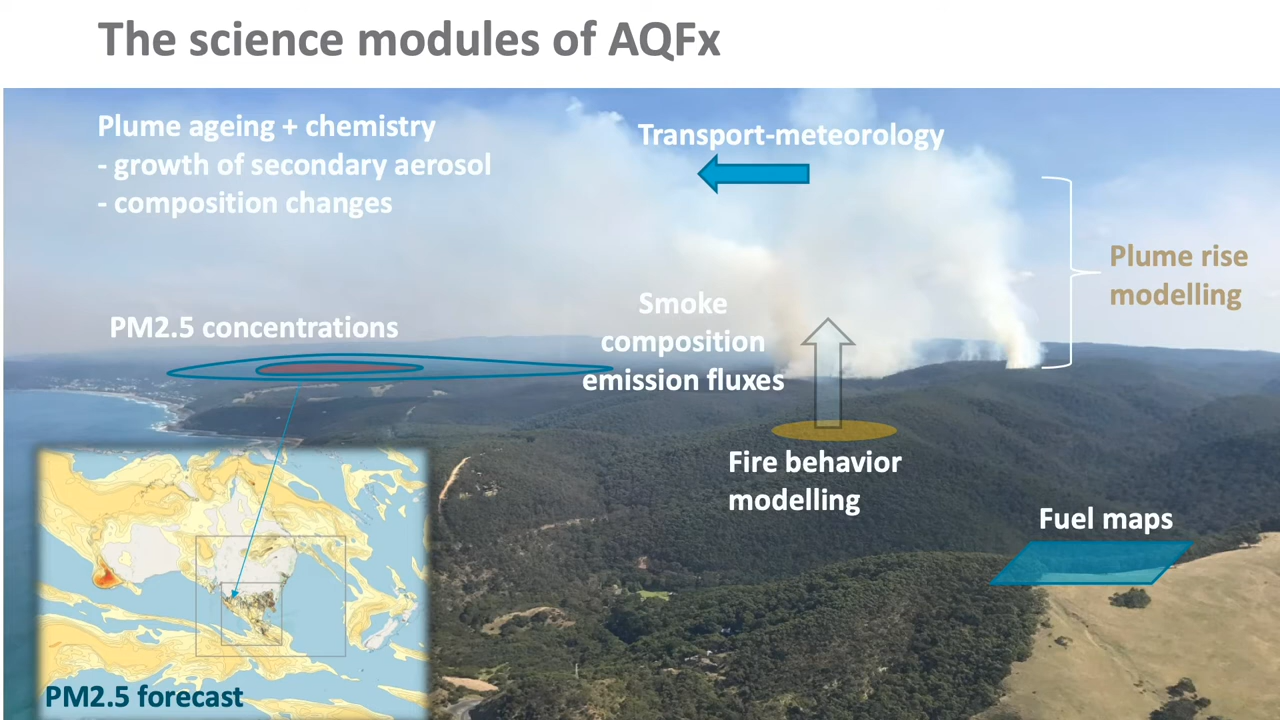 The science modules of AQFx
Plume ageing + chemistry
- growth of secondary aerosol
- composition changes
Transport-meteorology
Plume rise
modelling
PM2.5 concentrations
Smoke
composition
emission fluxes
Fire behavior
modelling
Fuel maps
PM2.5 forecast